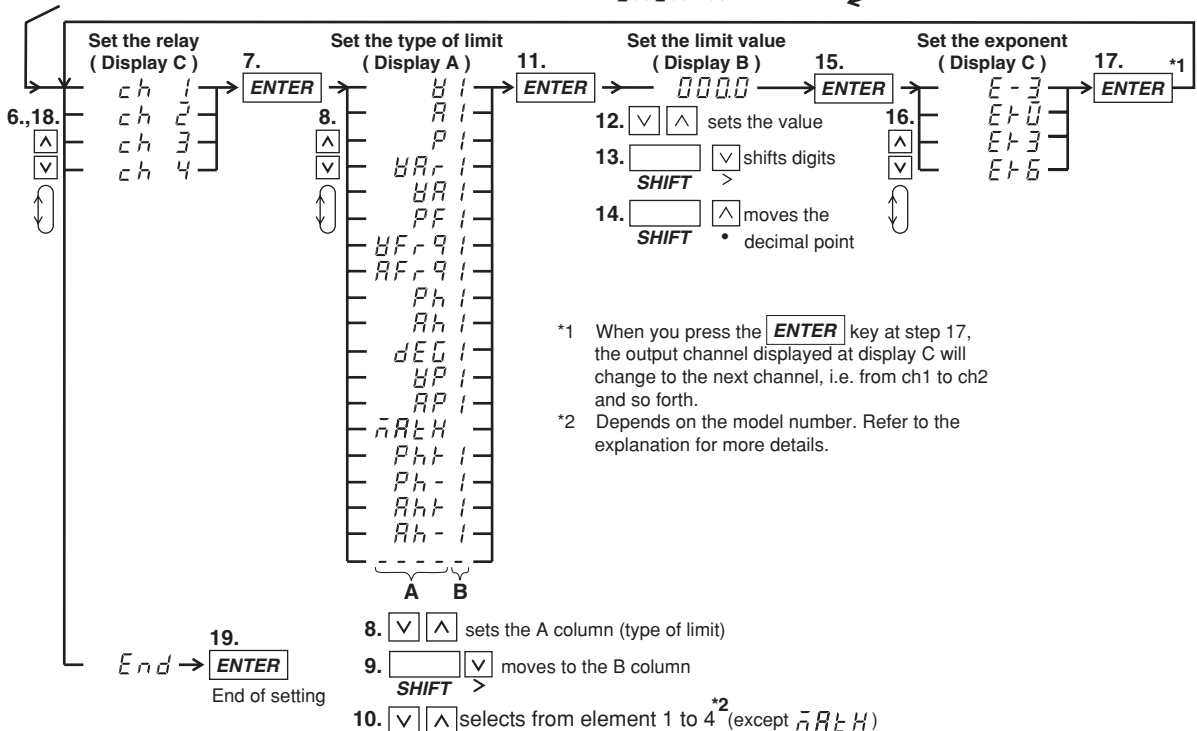 Set the relay
( Display C )
ch 1
ch 2
ch 3
ch 4
6.,18.
7.
ENTER
Set the type of limit
( Display A )
8.
V 1
A 1
P 1
VAr 1
VA 1
PF 1
VFrq 1
AFrq 1
Ph 1
Ah 1
dEG 1
VP 1
AP 1
MAtH
Ph+ 1
Ph- 1
Ah+ 1
Ah- 1
- - - - -
A B
11.
ENTER
Set the limit value
( Display B )
000.0
12. sets the value
13. shifts digits
SHIFT >
14. moves the
SHIFT • decimal point
15.
ENTER
Set the exponent
( Display C )
16.
E-3
E+0
E+3
E+6
17.
ENTER
*1
*1 When you press the ENTER key at step 17,
the output channel displayed at display C will
change to the next channel, i.e. from ch1 to ch2
and so forth.
*2 Depends on the model number. Refer to the
explanation for more details.
End
19.
ENTER
End of setting
8. sets the A column (type of limit)
9. moves to the B column
SHIFT >
10. selects from element 1 to 4*2 (except MAtH)